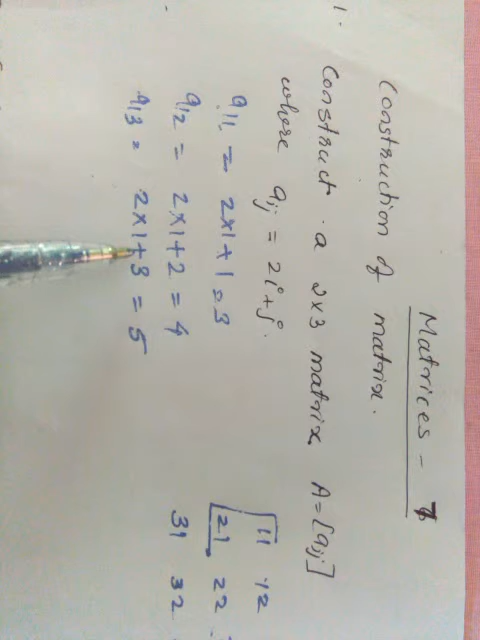 Matrices -
Construction of matrix.
1. Construct a 2x3 matrix A = [aij]
where aij = 2i+j.
a11 = 2x1+1=3
a12 = 2x1+2 = 4
a13 = 2x1+3 = 5
11 12
21 22
31 32